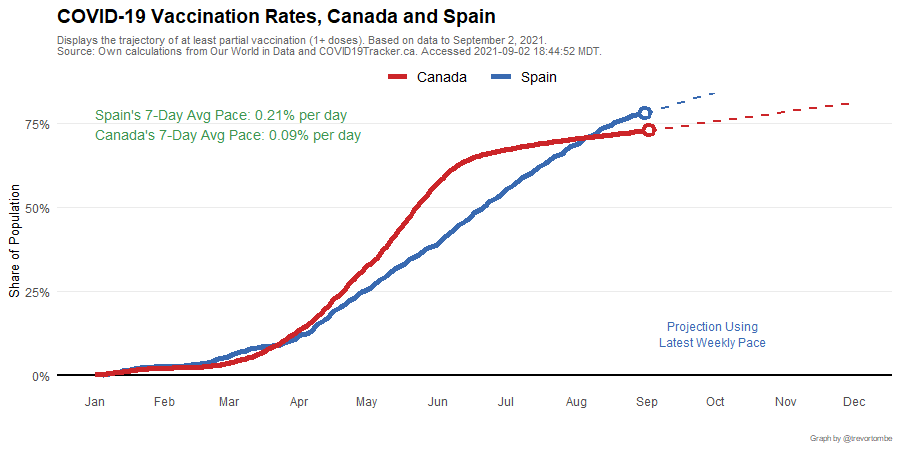 COVID-19 Vaccination Rates, Canada and Spain
Displays the trajectory of at least partial vaccination (1+ doses). Based on data to September 2, 2021.
Source: Own calculations from Our World in Data and COVID19Tracker.ca. Accessed 2021-09-02 18:44:52 MDT.
Canada Spain
Spain's 7-Day Avg Pace: 0.21% per day
Canada's 7-Day Avg Pace: 0.09% per day
75%
50%
25%
0%
Share of Population
Projection Using
Latest Weekly Pace
Jan Feb Mar Apr May Jun Jul Aug Sep Oct Nov Dec
Graph by @trevortombe